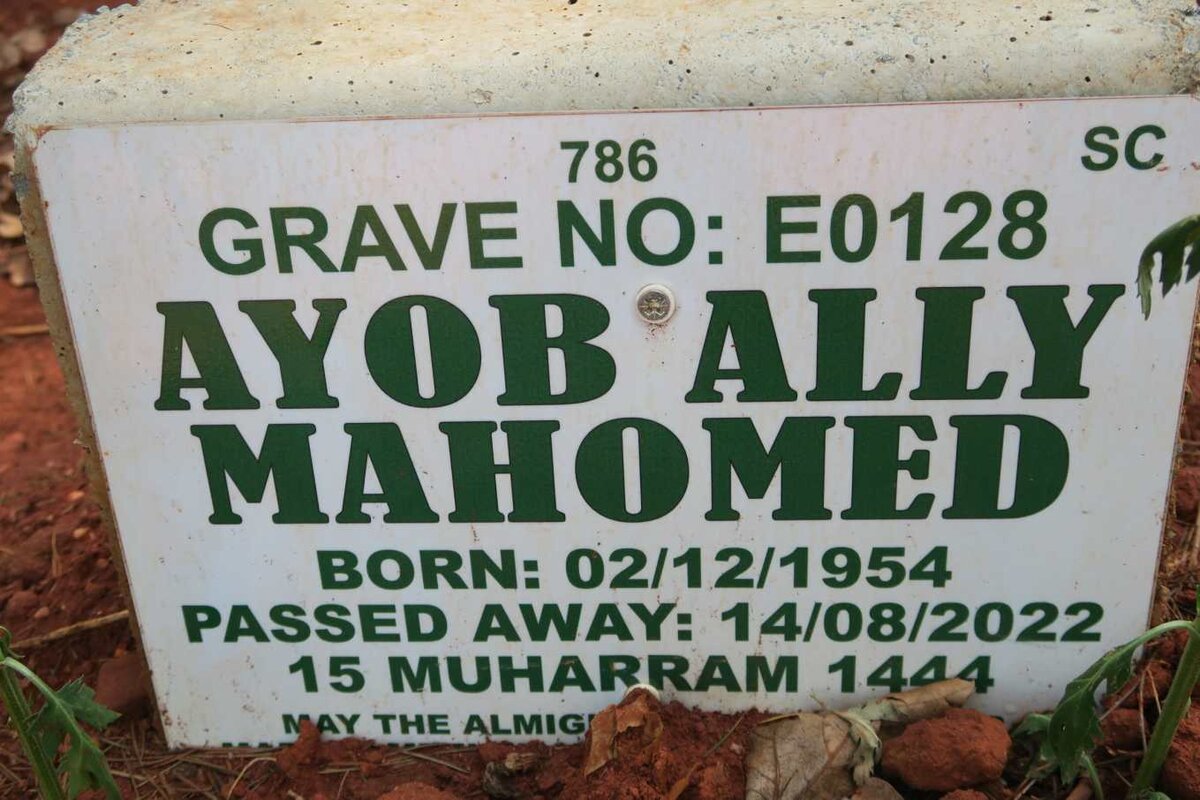 786
SC
GRAVE NO: E0128
AYOB ALLY
MAHOMED
BORN: 02/12/1954
PASSED AWAY: 14/08/2022
15 MUHARRAM 1444
MAY THE